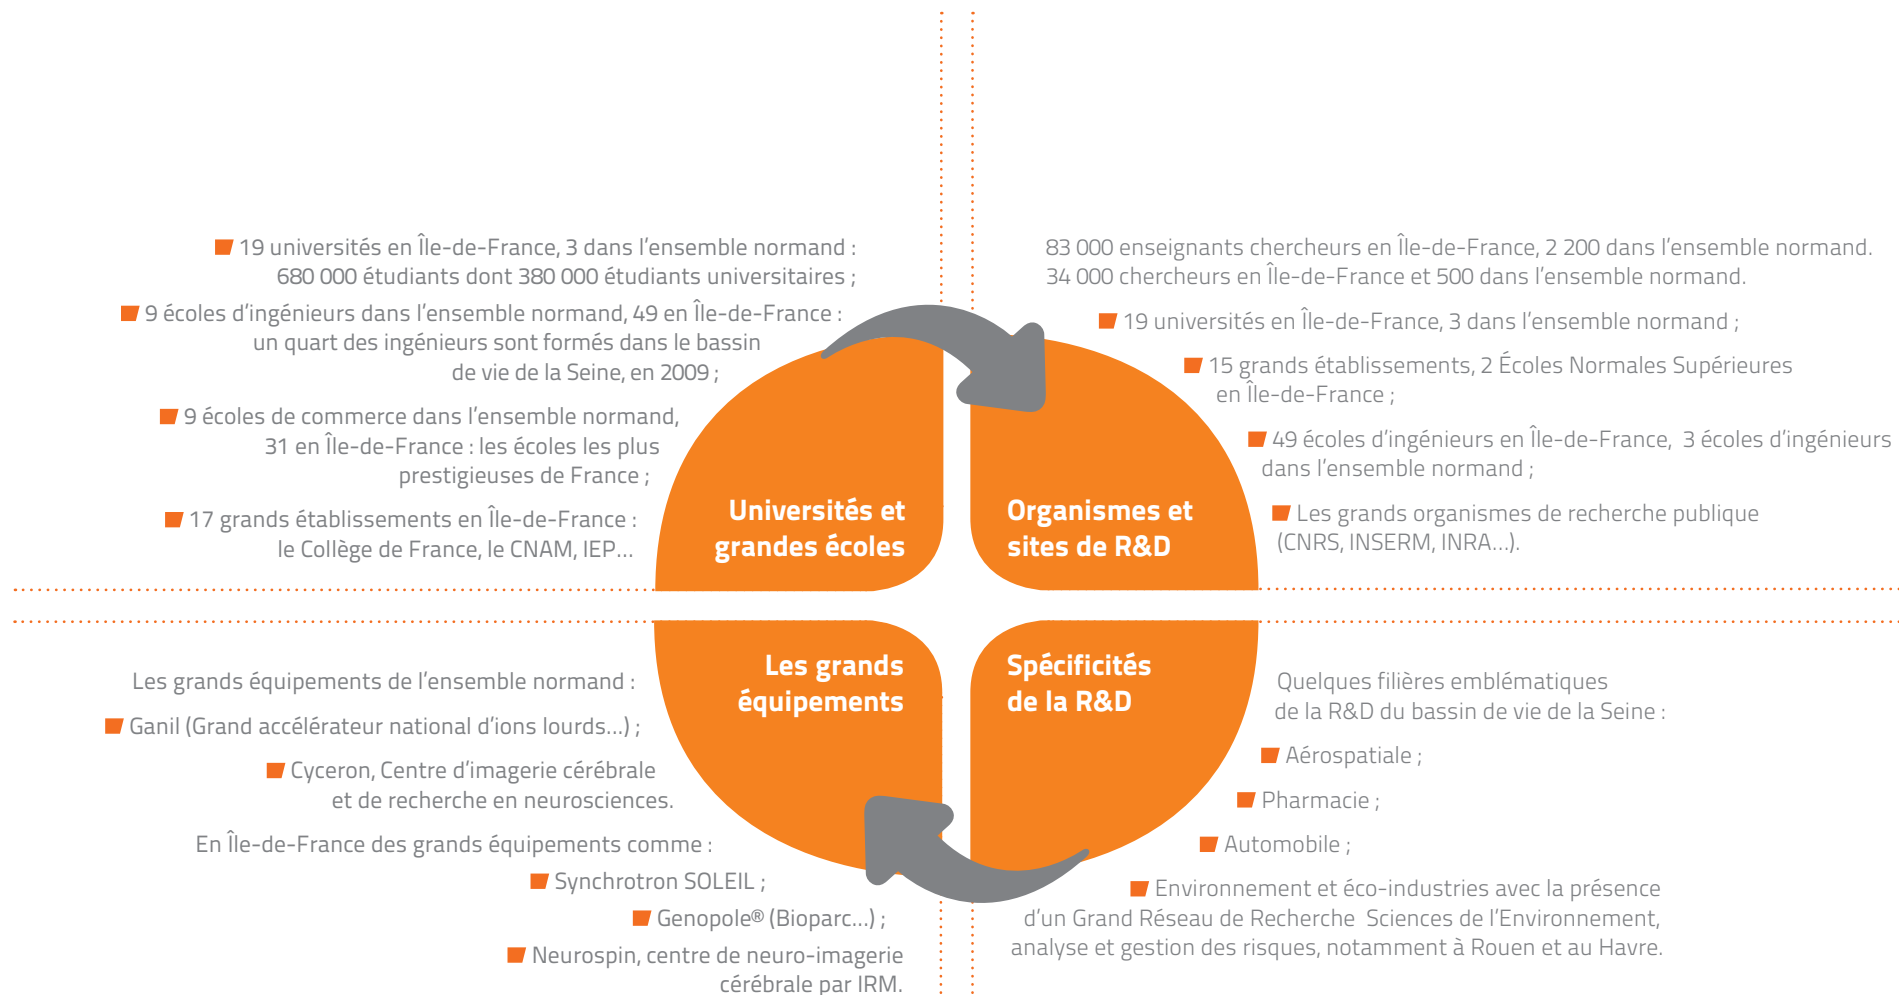 19 universités en Île-de-France, 3 dans l'ensemble normand :
680 000 étudiants dont 380 000 étudiants universitaires ;
9 écoles d'ingénieurs dans l'ensemble normand, 49 en Île-de-France :
un quart des ingénieurs sont formés dans le bassin
de vie de la Seine, en 2009 ;
9 écoles de commerce dans l'ensemble normand,
31 en Île-de-France : les écoles les plus
prestigieuses de France ;
17 grands établissements en Île-de-France :
le Collège de France, le CNAM, IEP…
Universités et
grandes écoles
83 000 enseignants chercheurs en Île-de-France, 2 200 dans l'ensemble normand.
34 000 chercheurs en Île-de-France et 500 dans l'ensemble normand.
19 universités en Île-de-France, 3 dans l'ensemble normand ;
15 grands établissements, 2 Écoles Normales Supérieures
en Île-de-France ;
49 écoles d'ingénieurs en Île-de-France, 3 écoles d'ingénieurs
dans l'ensemble normand ;
Les grands organismes de recherche publique
(CNRS, INSERM, INRA…).
Organismes et
sites de R&D
Les grands
équipements
Les grands équipements de l'ensemble normand :
Ganil (Grand accélérateur national d'ions lourds…) ;
Cyceron, Centre d'imagerie cérébrale
et de recherche en neurosciences.
En Île-de-France des grands équipements comme :
Synchrotron SOLEIL ;
Genopole® (Bioparc…) ;
Neurospin, centre de neuro-imagerie
cérébrale par IRM.
Spécificités
de la R&D
Quelques filières emblématiques
de la R&D du bassin de vie de la Seine :
Aérospatiale ;
Pharmacie ;
Automobile ;
Environnement et éco-industries avec la présence
d'un Grand Réseau de Recherche Sciences de l'Environnement,
analyse et gestion des risques, notamment à Rouen et au Havre.